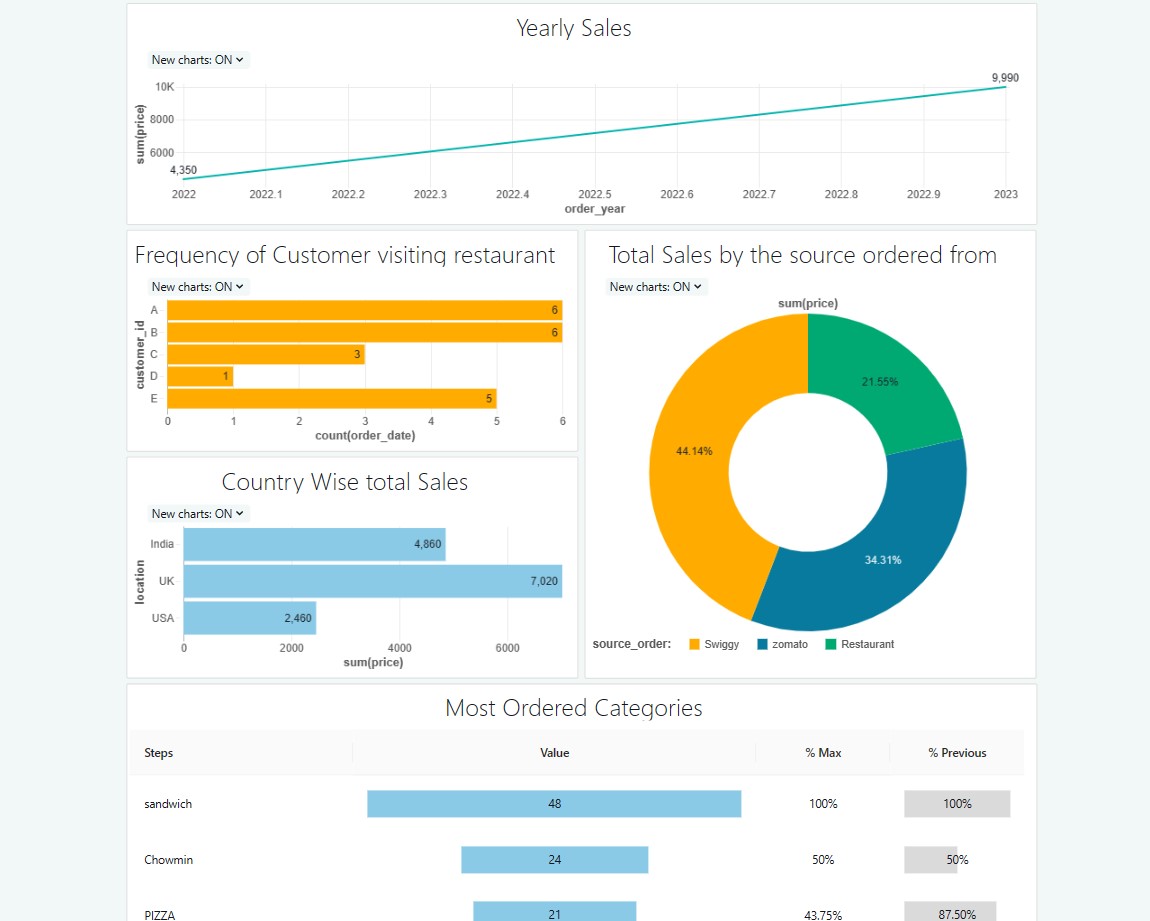 Yearly Sales
New charts: ON
9,990
10K
8000
6000
sum(price)
4,350
2022 2022.1 2022.2 2022.3 2022.4 2022.5 2022.6 2022.7 2022.8 2022.9 2023
order_year
Frequency of Customer visiting restaurant
New charts: ON
customer_id
A 6
B 6
C 3
D 1
E 5
0 1 2 3 4 5 6
count(order_date)
Total Sales by the source ordered from
New charts: ON
sum(price)
21.55%
44.14%
34.31%
source_order: Swiggy zomato Restaurant
Country Wise total Sales
New charts: ON
location
India 4,860
UK 7,020
USA 2,460
0 2000 4000 6000
sum(price)
Most Ordered Categories
Steps Value % Max % Previous
sandwich 48 100% 100%
Chowmin 24 50% 50%
PIZZA 21 43.75% 87.50%